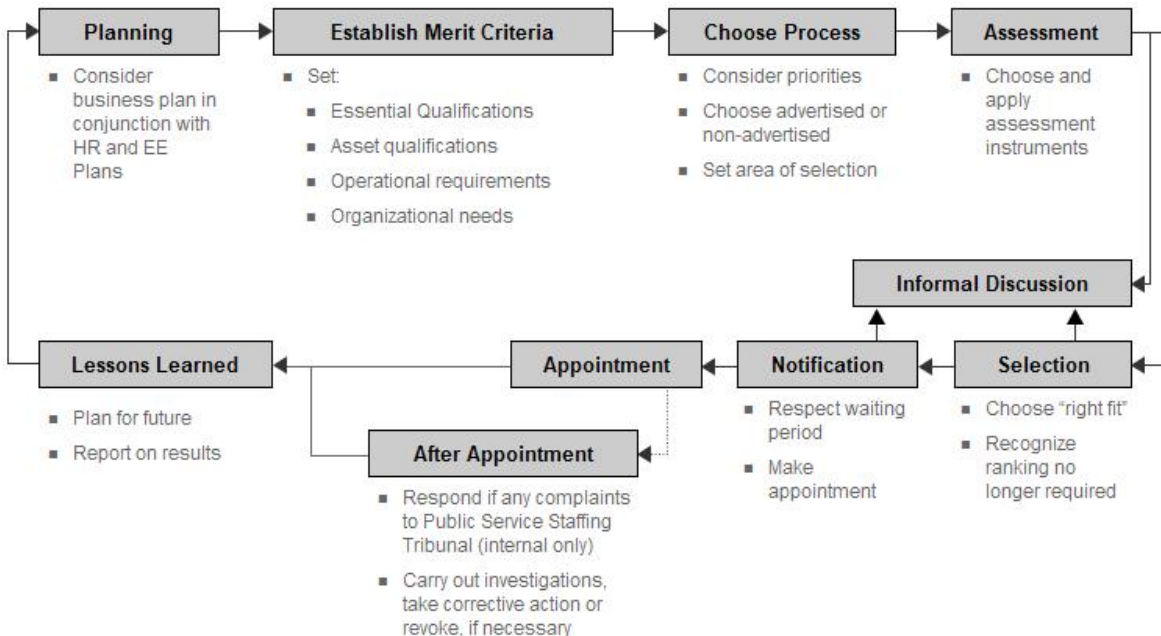 Planning
■ Consider
business plan in
conjunction with
HR and EE
Plans
Establish Merit Criteria
■ Set:
■ Essential Qualifications
■ Asset qualifications
■ Operational requirements
■ Organizational needs
Choose Process
■ Consider priorities
■ Choose advertised or
non-advertised
■ Set area of selection
Assessment
■ Choose and
apply
assessment
instruments
Informal Discussion
Selection
■ Choose “right fit”
■ Recognize
ranking no
longer required
Notification
■ Respect waiting
period
■ Make
appointment
Appointment
After Appointment
■ Respond if any complaints
to Public Service Staffing
Tribunal (internal only)
■ Carry out investigations,
take corrective action or
revoke, if necessary
Lessons Learned
■ Plan for future
■ Report on results